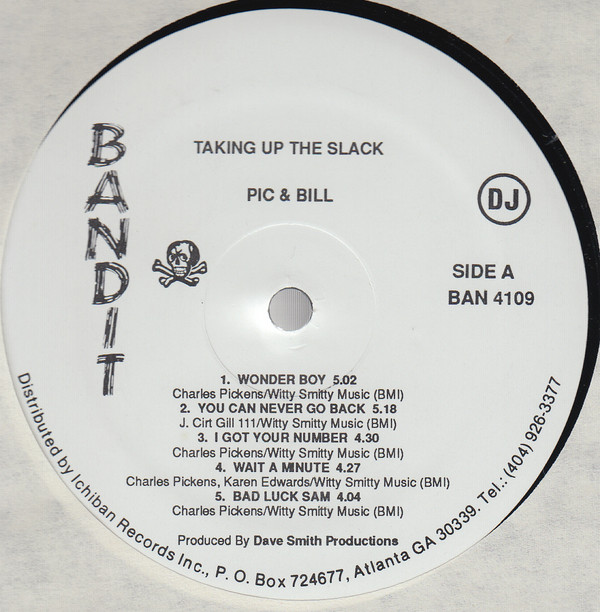 BANDIT
TAKING UP THE SLACK
PIC & BILL
DJ
SIDE A
BAN 4109
1. WONDER BOY 5.02
Charles Pickens/Witty Smitty Music (BMI)
2. YOU CAN NEVER GO BACK 5.18
J. Cirt Gill 111/Witty Smitty Music (BMI)
3. I GOT YOUR NUMBER 4.30
Charles Pickens/Witty Smitty Music (BMI)
4. WAIT A MINUTE 4.27
Charles Pickens, Karen Edwards/Witty Smitty Music (BMI)
5. BAD LUCK SAM 4.04
Charles Pickens/Witty Smitty Music (BMI)
Produced By Dave Smith Productions
Distributed by Ichiban Records Inc., P. O. Box 724677, Atlanta GA 30339. Tel.: (404) 926-3377